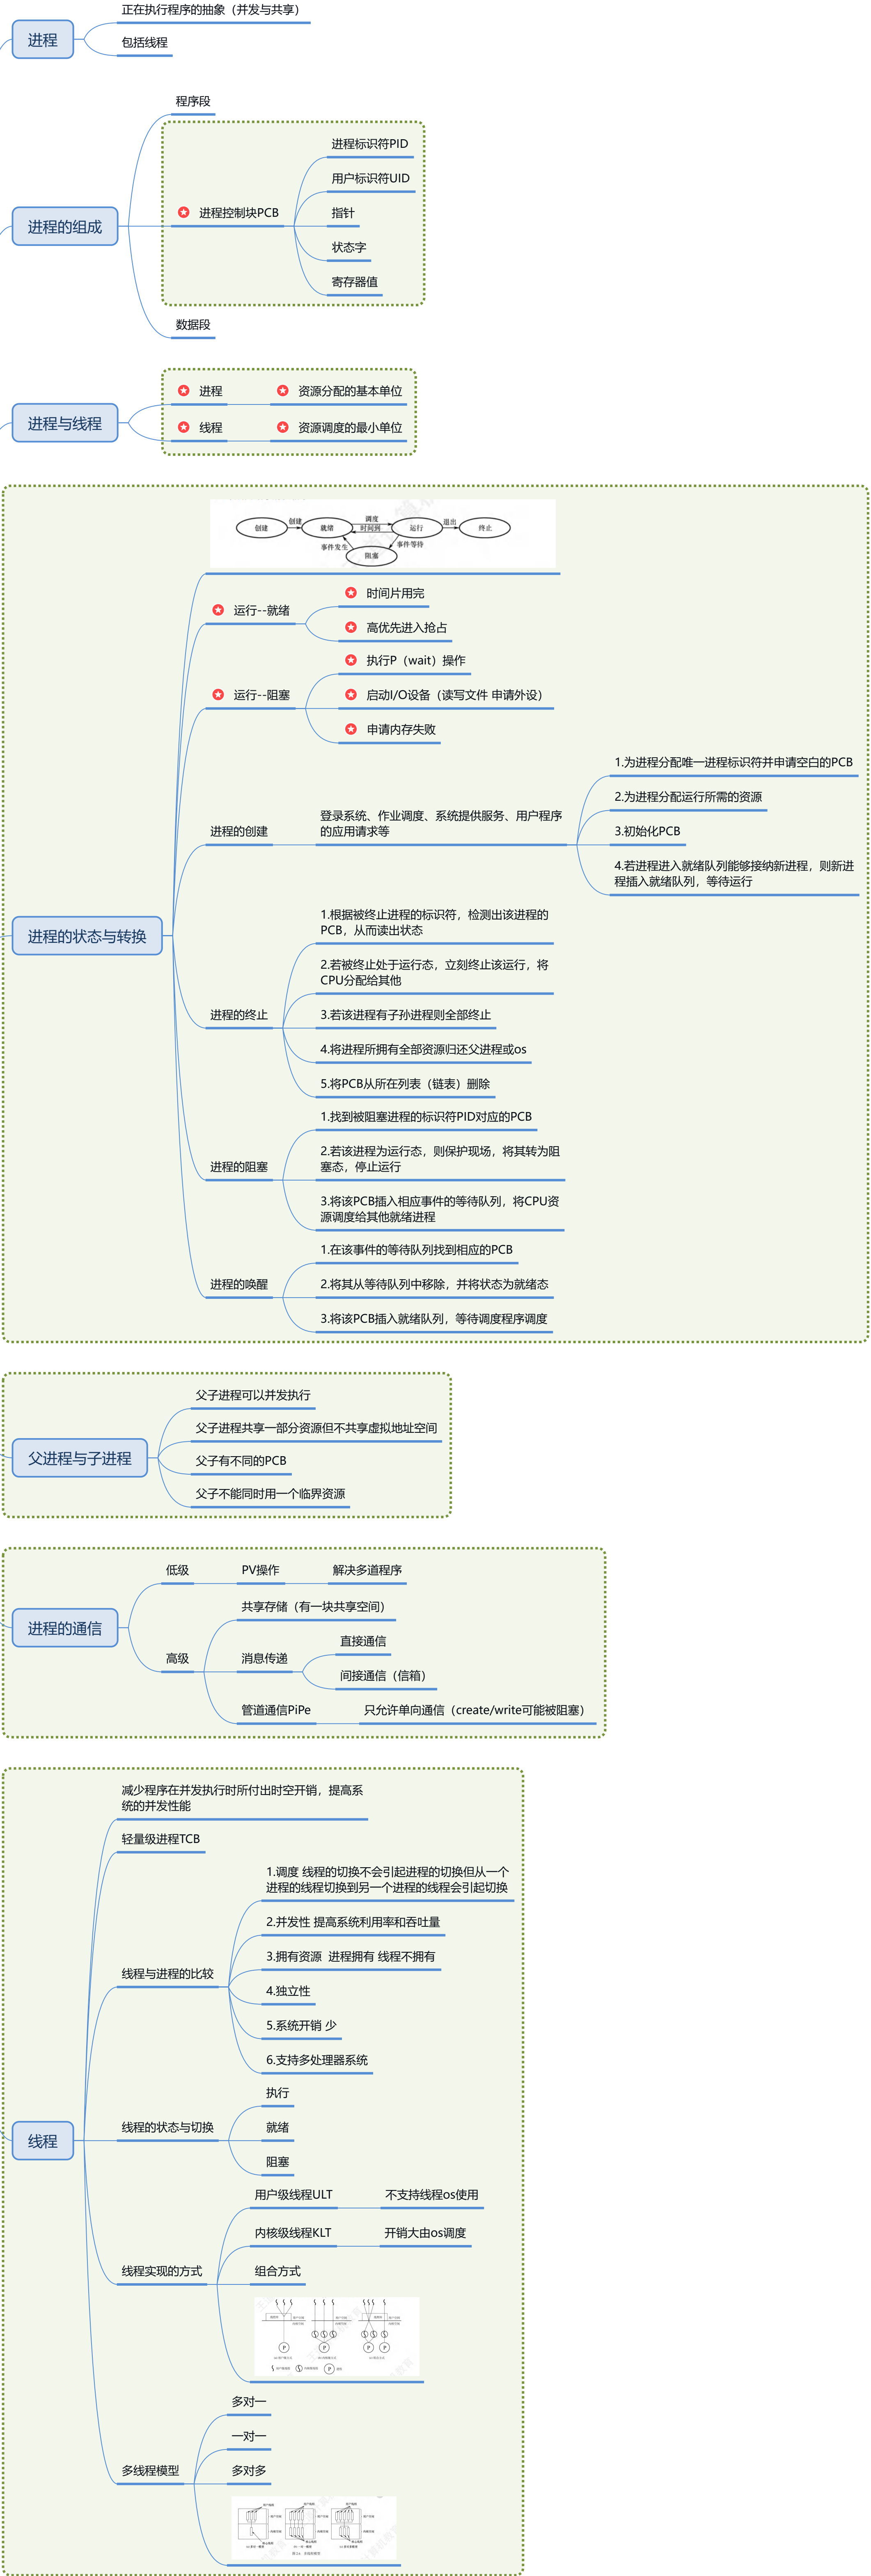 进程
正在执行程序的抽象（并发与共享）
包括线程
进程的组成
程序段
进程控制块PCB
进程标识符PID
用户标识符UID
指针
状态字
寄存器值
数据段
进程与线程
进程
资源分配的基本单位
线程
资源调度的最小单位
进程的状态与转换
创建
创建
就绪
调度
时间到
运行
退出
终止
事件发生
阻塞
事件等待
运行--就绪
时间片用完
高优先进入抢占
运行--阻塞
执行P（wait）操作
启动I/O设备（读写文件 申请外设）
申请内存失败
进程的创建
登录系统、作业调度、系统提供服务、用户程序
的应用请求等
1.为进程分配唯一进程标识符并申请空白的PCB
2.为进程分配运行所需的资源
3.初始化PCB
4.若进程进入就绪队列能够接纳新进程，则新进
程插入就绪队列，等待运行
进程的终止
1.根据被终止进程的标识符，检测出该进程的
PCB，从而读出状态
2.若被终止处于运行态，立刻终止该运行，将
CPU分配给其他
3.若该进程有子孙进程则全部终止
4.将进程所拥有全部资源归还父进程或os
5.将PCB从所在列表（链表）删除
进程的阻塞
1.找到被阻塞进程的标识符PID对应的PCB
2.若该进程为运行态，则保护现场，将其转为阻
塞态，停止运行
3.将该PCB插入相应事件的等待队列，将CPU资
源调度给其他就绪进程
进程的唤醒
1.在该事件的等待队列找到相应的PCB
2.将其从等待队列中移除，并将状态为就绪态
3.将该PCB插入就绪队列，等待调度程序调度
父进程与子进程
父子进程可以并发执行
父子进程共享一部分资源但不共享虚拟地址空间
父子有不同的PCB
父子不能同时用一个临界资源
进程的通信
低级
PV操作
解决多道程序
高级
共享存储（有一块共享空间）
消息传递
直接通信
间接通信（信箱）
管道通信PiPe
只允许单向通信（create/write可能被阻塞）
线程
减少程序在并发执行时所付出时空开销，提高系
统的并发性能
轻量级进程TCB
线程与进程的比较
1.调度 线程的切换不会引起进程的切换但从一个
进程的线程切换到另一个进程的线程会引起切换
2.并发性 提高系统利用率和吞吐量
3.拥有资源 进程拥有 线程不拥有
4.独立性
5.系统开销 少
6.支持多处理器系统
线程的状态与切换
执行
就绪
阻塞
线程实现的方式
用户级线程ULT
不支持线程os使用
内核级线程KLT
开销大由os调度
组合方式
P
P
P
P
P
多线程模型
多对一
一对一
多对多